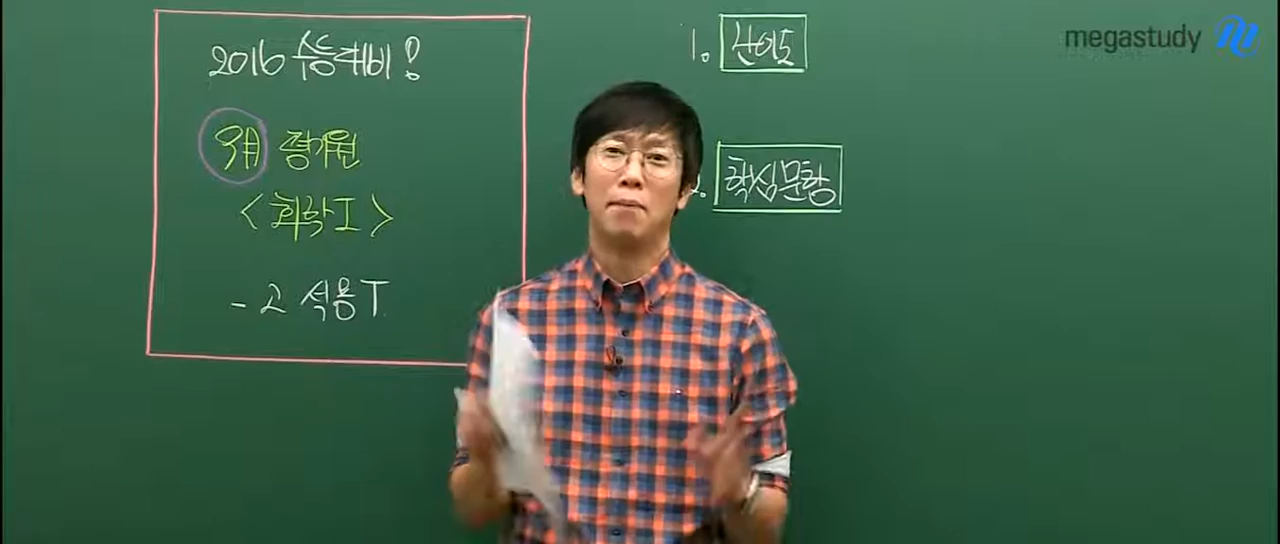 2016 수능대비!
9月 평가원
<화학I>
- 고석용T
1. 난이도
2. 핵심문항
megastudy